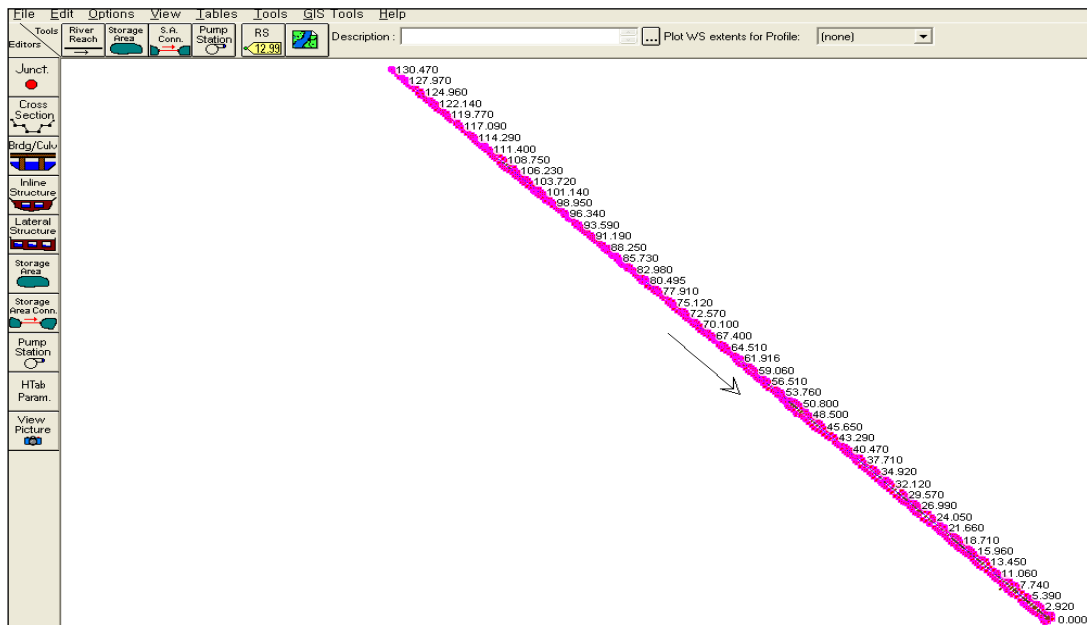 File Edit Options View Tables Tools GIS Tools Help
Tools
Editors
River
Reach
Storage
Area
S.A.
Conn.
Pump
Station
RS
12.99
Description :
...
Plot WS extents for Profile:
(none)
Junct.
Cross
Section
Brdg/Culv
Inline
Structure
Lateral
Structure
Storage
Area
Storage
Area Conn.
Pump
Station
HTab
Param.
View
Picture
130.470
127.970
124.960
122.140
119.770
117.090
114.290
111.400
108.750
106.230
103.720
101.140
98.950
96.340
93.590
91.190
88.250
85.730
82.980
80.495
77.910
75.120
72.570
70.100
67.400
64.510
61.916
59.060
56.510
53.760
50.800
48.500
45.650
43.290
40.470
37.710
34.920
32.120
29.570
26.990
24.050
21.660
18.710
15.960
13.450
11.060
7.740
5.390
2.920
0.000